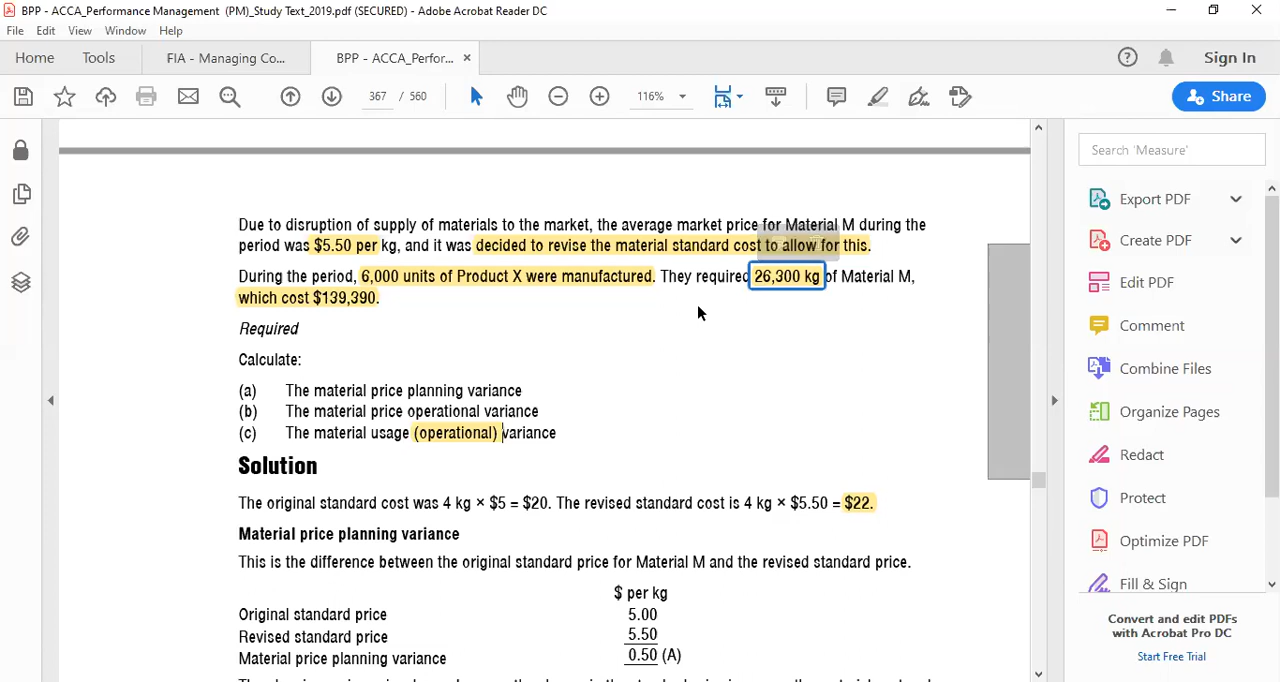 BPP - ACCA_Performance Management (PM)_Study Text_2019.pdf (SECURED) - Adobe Acrobat Reader DC
File Edit View Window Help
Home Tools FIA - Managing Co... BPP - ACCA_Perfor... × Sign In
367 / 560 116% Share
Search 'Measure'
Due to disruption of supply of materials to the market, the average market price for Material M during the
period was $5.50 per kg, and it was decided to revise the material standard cost to allow for this.
During the period, 6,000 units of Product X were manufactured. They required 26,300 kg of Material M,
which cost $139,390.
Required
Calculate:
(a) The material price planning variance
(b) The material price operational variance
(c) The material usage (operational) variance
Solution
The original standard cost was 4 kg × $5 = $20. The revised standard cost is 4 kg × $5.50 = $22.
Material price planning variance
This is the difference between the original standard price for Material M and the revised standard price.
$ per kg
Original standard price 5.00
Revised standard price 5.50
Material price planning variance 0.50 (A)
Export PDF
Create PDF
Edit PDF
Comment
Combine Files
Organize Pages
Redact
Protect
Optimize PDF
Fill & Sign
Convert and edit PDFs
with Acrobat Pro DC
Start Free Trial